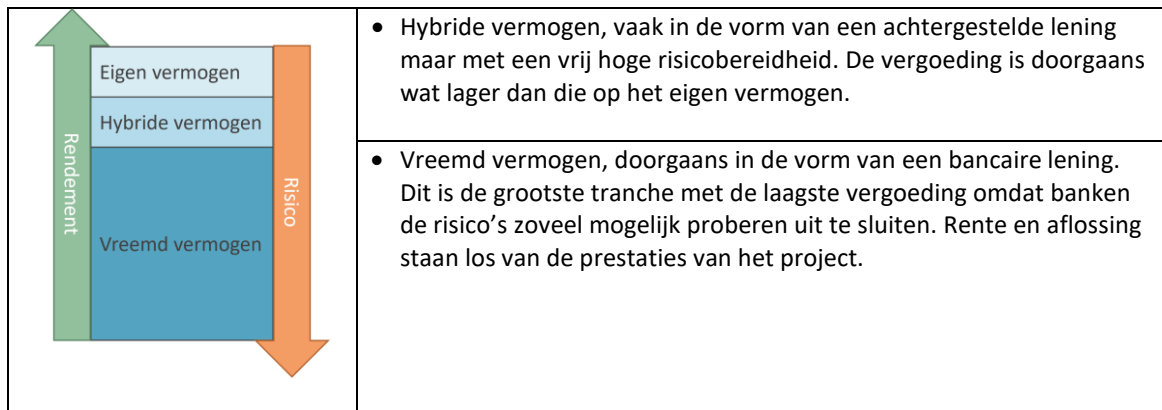 Rendement
Eigen vermogen
Hybride vermogen
Vreemd vermogen
Risico
• Hybride vermogen, vaak in de vorm van een achtergestelde lening
maar met een vrij hoge risicobereidheid. De vergoeding is doorgaans
wat lager dan die op het eigen vermogen.
• Vreemd vermogen, doorgaans in de vorm van een bancaire lening.
Dit is de grootste tranche met de laagste vergoeding omdat banken
de risico’s zoveel mogelijk proberen uit te sluiten. Rente en aflossing
staan los van de prestaties van het project.